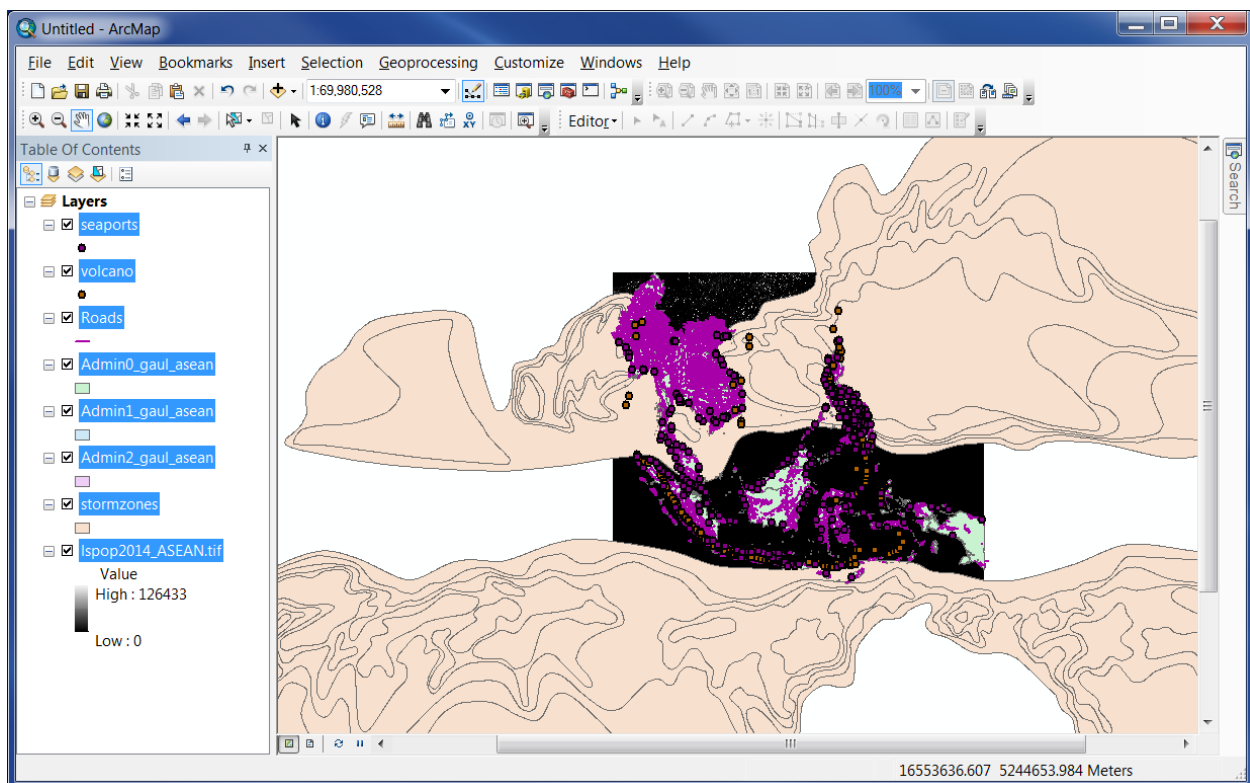 Untitled - ArcMap
File Edit View Bookmarks Insert Selection Geoprocessing Customize Windows Help
1:69,980,528
100%
Editor
Table Of Contents
Layers
seaports
volcano
Roads
Admin0_gaul_asean
Admin1_gaul_asean
Admin2_gaul_asean
stormzones
lspop2014_ASEAN.tif
Value
High : 126433
Low : 0
Search
16553636.607 5244653.984 Meters